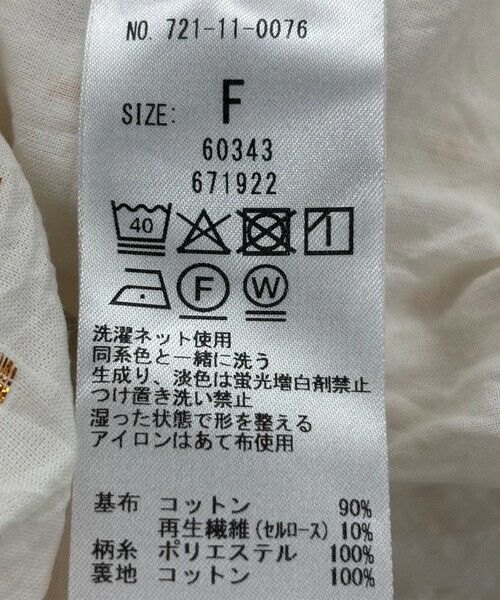 NO. 721-11-0076
SIZE: F
60343
671922
40
F W
洗濯ネット使用
同系色と一緒に洗う
生成り、淡色は蛍光増白剤禁止
つけ置き洗い禁止
湿った状態で形を整える
アイロンはあて布使用
基布 コットン 90%
再生繊維(セルロース) 10%
柄糸 ポリエステル 100%
裏地 コットン 100%